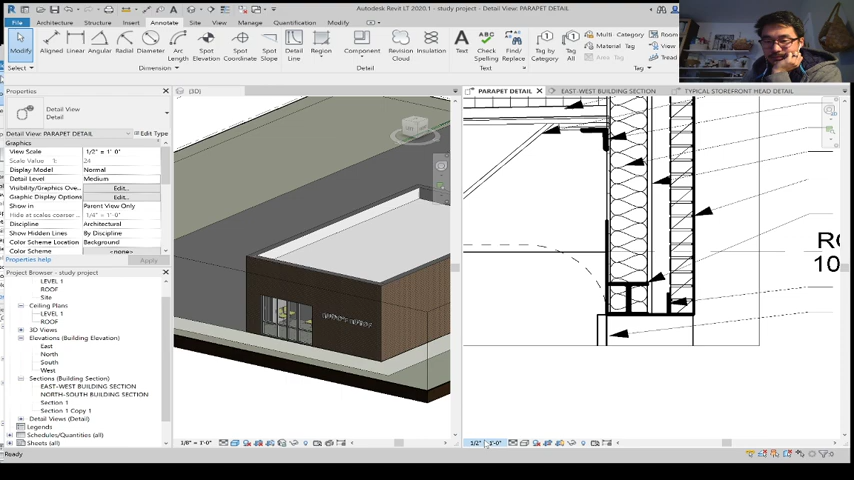 Autodesk Revit LT 2020.1 - study project - Detail View: PARAPET DETAIL
File Architecture Structure Insert Annotate Site View Manage Quantification Modify
Modify Aligned Linear Angular Radial Diameter Arc Length Spot Elevation Spot Coordinate Spot Slope Detail Line Region Component Revision Cloud Insulation Text Check Spelling Find/Replace Tag by Category Tag All Multi Category Material Tag Area Tag Room View Tread
Select Dimension Detail Text Tag
Properties
(3D)
PARAPET DETAIL
EAST-WEST BUILDING SECTION
TYPICAL STOREFRONT HEAD DETAIL
Detail View
Detail
Detail View: PARAPET DETAIL Edit Type
Graphics
View Scale 1/2" = 1'-0"
Scale Value 1: 24
Display Model Normal
Detail Level Medium
Visibility/Graphics Ove... Edit...
Graphic Display Options Edit...
Show in Parent View Only
Hide at scales coarser ... 1/4" = 1'-0"
Discipline Architectural
Show Hidden Lines By Discipline
Color Scheme Location Background
Color Scheme <none>
Properties help Apply
Project Browser - study project
LEVEL 1
ROOF
Site
Ceiling Plans
LEVEL 1
ROOF
3D Views
Elevations (Building Elevation)
East
North
South
West
Sections (Building Section)
EAST-WEST BUILDING SECTION
NORTH-SOUTH BUILDING SECTION
Section 1
Section 1 Copy 1
Detail Views (Detail)
Legends
Schedules/Quantities (all)
Sheets (all)
RO
10
1/8" = 1'-0"
1/2" = 1'-0"
Ready